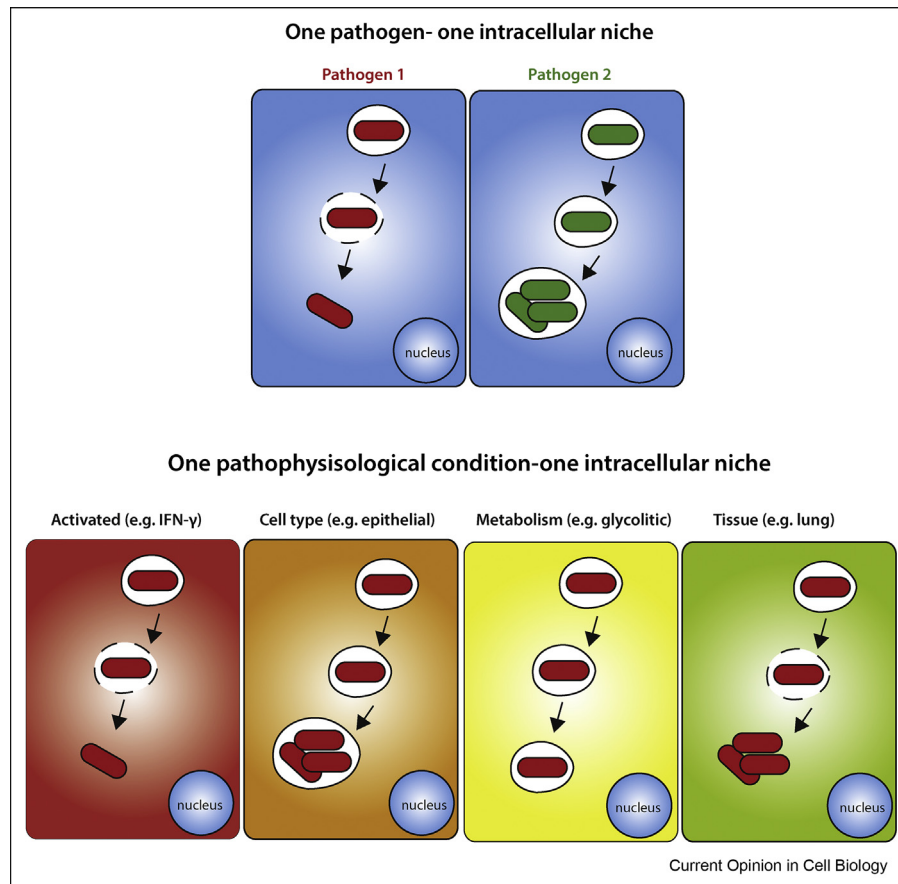 One pathogen- one intracellular niche
Pathogen 1
Pathogen 2
nucleus
nucleus
One pathophysisological condition-one intracellular niche
Activated (e.g. IFN-γ)
Cell type (e.g. epithelial)
Metabolism (e.g. glycolitic)
Tissue (e.g. lung)
nucleus
nucleus
nucleus
nucleus
Current Opinion in Cell Biology